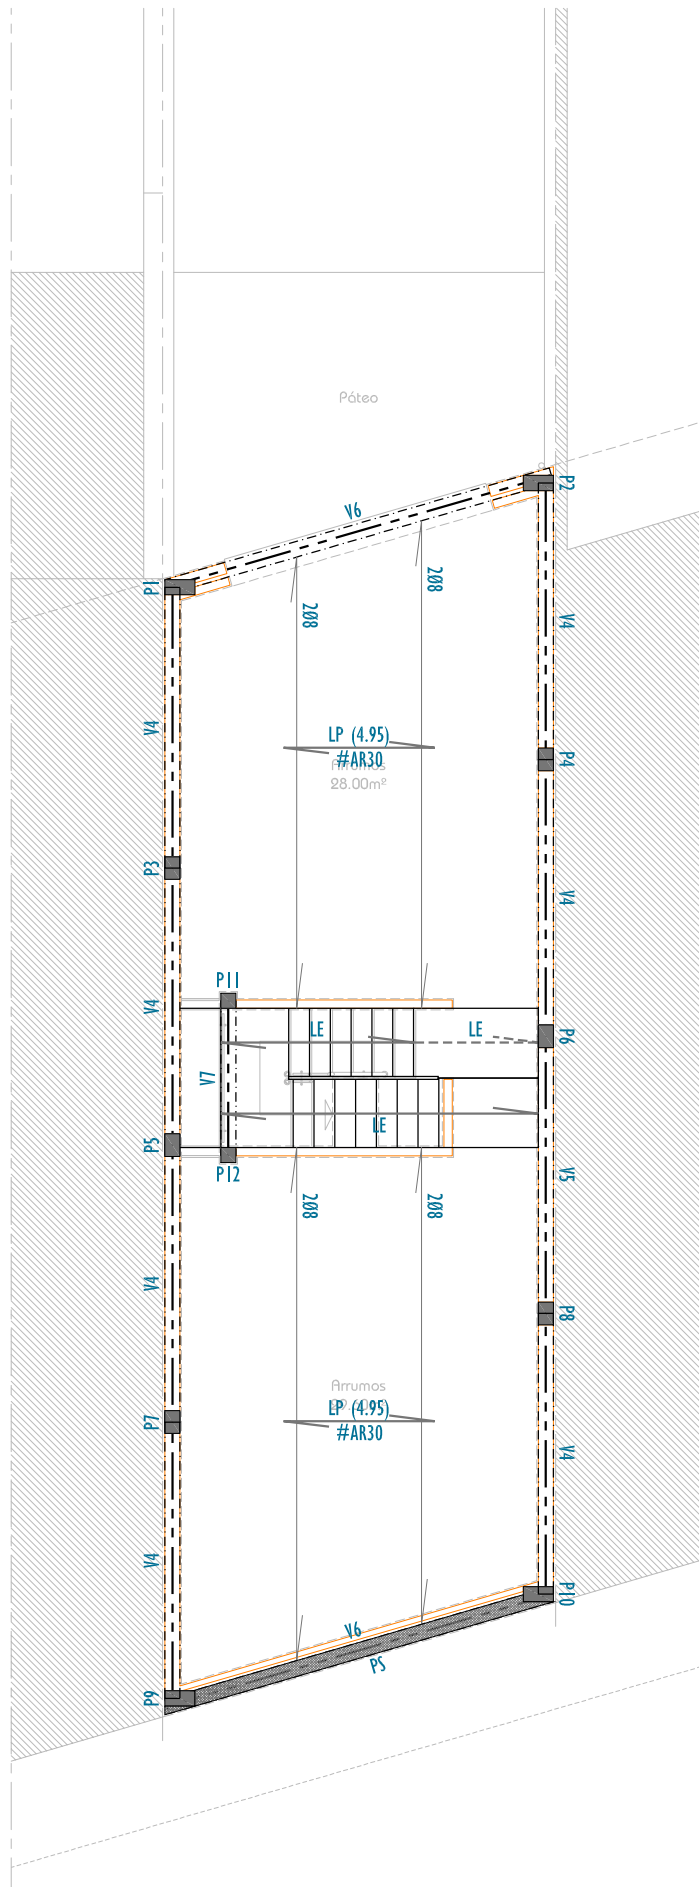 Páteo
P2
V6
P1
2Ø8
2Ø8
V4
V4
LP (4.95)
#AR30
Arrumos
28.00m²
P4
P3
V4
P11
V4
LE
LE
P6
V7
LE
P5
P12
V5
2Ø8
2Ø8
V4
P8
Arrumos
LP (4.95)
#AR30
P7
V4
V4
P10
V6
PS
P9